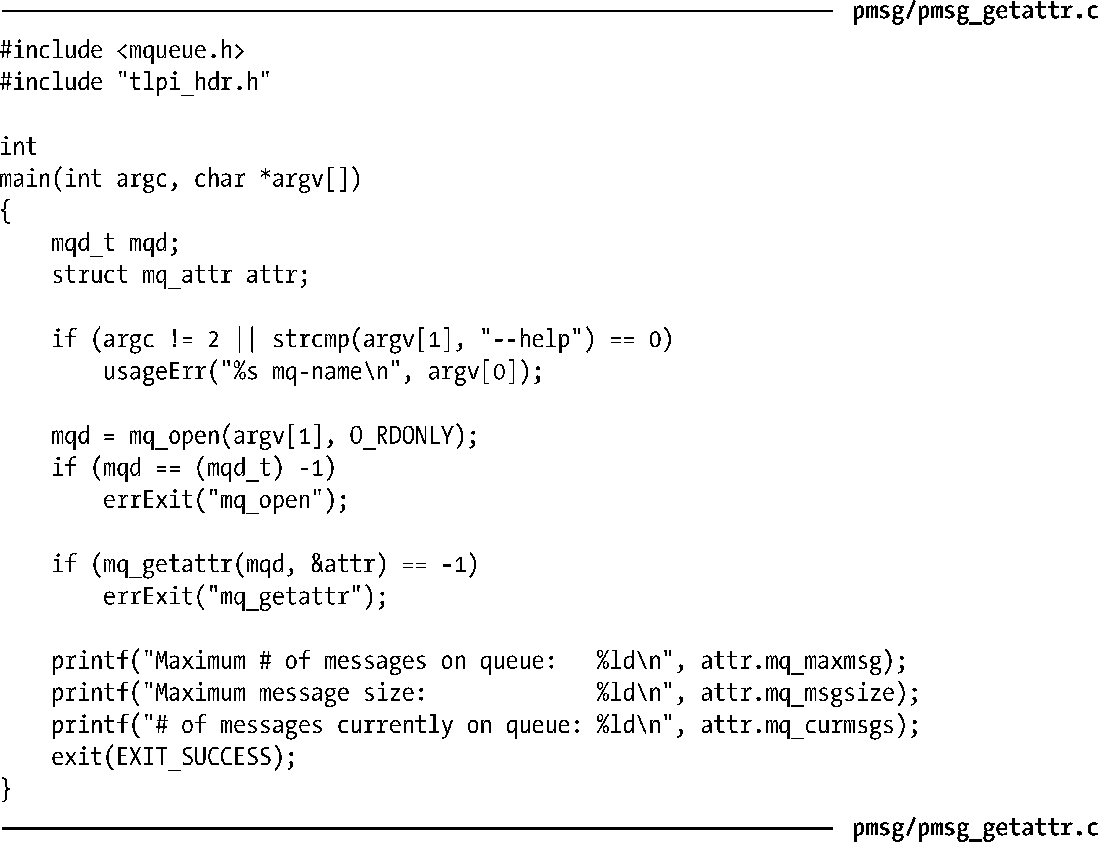 pmsg/pmsg_getattr.c
#include <mqueue.h>
#include "tlpi_hdr.h"

int
main(int argc, char *argv[])
{
    mqd_t mqd;
    struct mq_attr attr;

    if (argc != 2 || strcmp(argv[1], "--help") == 0)
        usageErr("%s mq-name\n", argv[0]);

    mqd = mq_open(argv[1], O_RDONLY);
    if (mqd == (mqd_t) -1)
        errExit("mq_open");

    if (mq_getattr(mqd, &attr) == -1)
        errExit("mq_getattr");

    printf("Maximum # of messages on queue:   %ld\n", attr.mq_maxmsg);
    printf("Maximum message size:             %ld\n", attr.mq_msgsize);
    printf("# of messages currently on queue: %ld\n", attr.mq_curmsgs);
    exit(EXIT_SUCCESS);
}
pmsg/pmsg_getattr.c